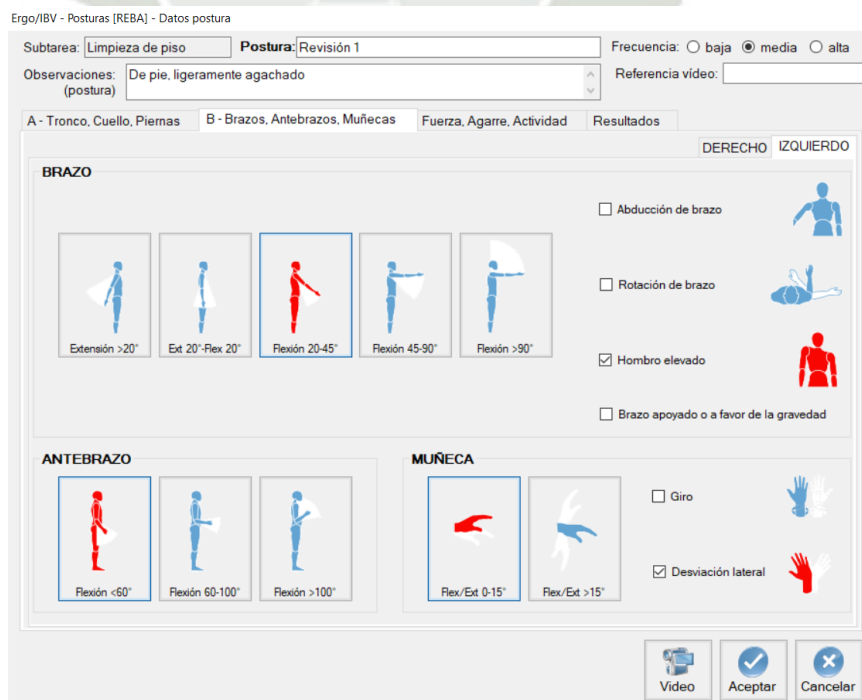 Ergo/IBV - Posturas [REBA] - Datos postura
Subtarea: Limpieza de piso Postura: Revisión 1 Frecuencia: baja media alta
Observaciones: (postura) De pie, ligeramente agachado Referencia vídeo:
A - Tronco, Cuello, Piernas B - Brazos, Antebrazos, Muñecas Fuerza, Agarre, Actividad Resultados
DERECHO IZQUIERDO
BRAZO
Abducción de brazo
Rotación de brazo
Extensión >20° Ext 20°-Flex 20° Flexión 20-45° Flexión 45-90° Flexión >90°
Hombro elevado
Brazo apoyado o a favor de la gravedad
ANTEBRAZO MUÑECA
Giro
Desviación lateral
Flexión <60° Flexión 60-100° Flexión >100° Flex/Ext 0-15° Flex/Ext >15°
Video Aceptar Cancelar